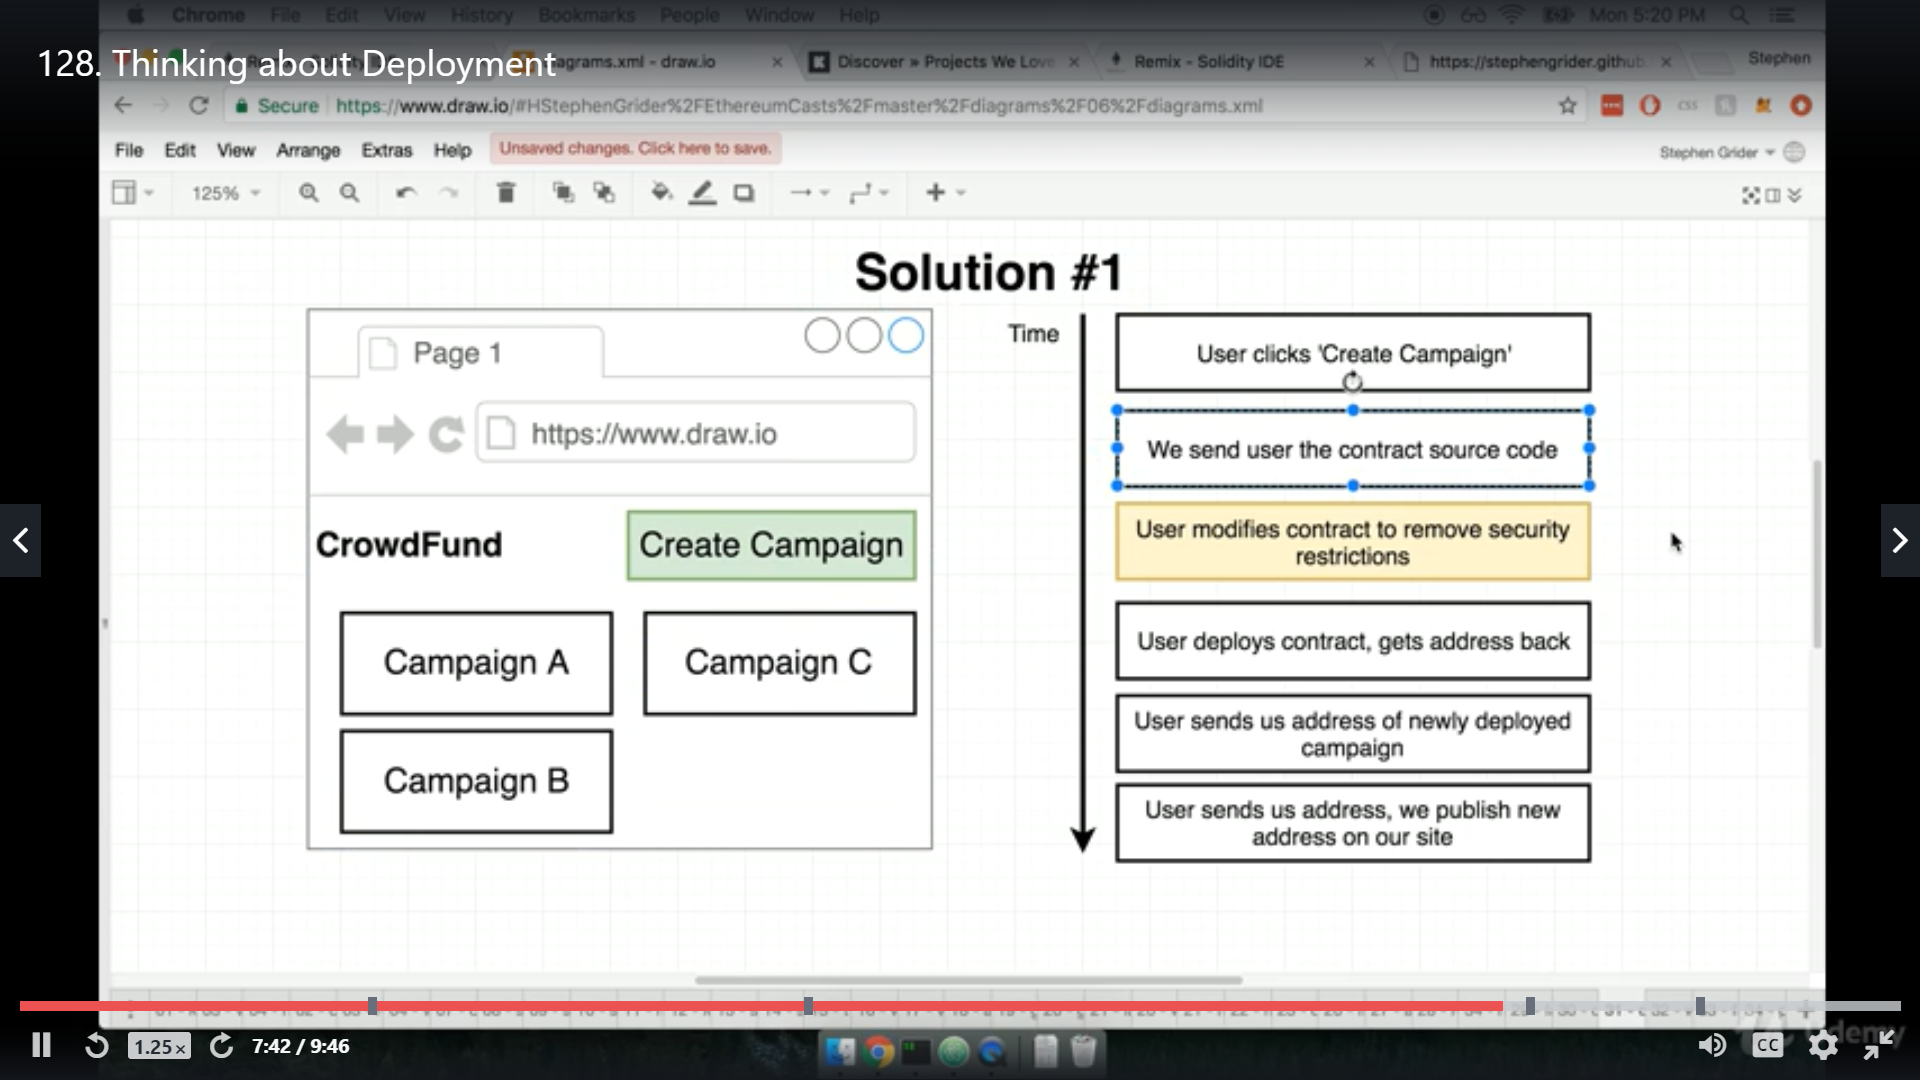 Chrome File Edit View History Bookmarks People Window Help
Mon 5:20 PM
128. Thinking about Deployment
agrams.xml - draw.io
Discover » Projects We Love
Remix - Solidity IDE
https://stephengrider.github.
Stephen
Secure
https://www.draw.io/#HStephenGrider%2FEthereumCasts%2Fmaster%2Fdiagrams%2F06%2Fdiagrams.xml
css
File Edit View Arrange Extras Help
Unsaved changes. Click here to save.
Stephen Grider
125%
Solution #1
Page 1
https://www.draw.io
CrowdFund
Create Campaign
Campaign A
Campaign C
Campaign B
Time
User clicks 'Create Campaign'
We send user the contract source code
User modifies contract to remove security
restrictions
User deploys contract, gets address back
User sends us address of newly deployed
campaign
User sends us address, we publish new
address on our site
1.25x
7:42 / 9:46
CC